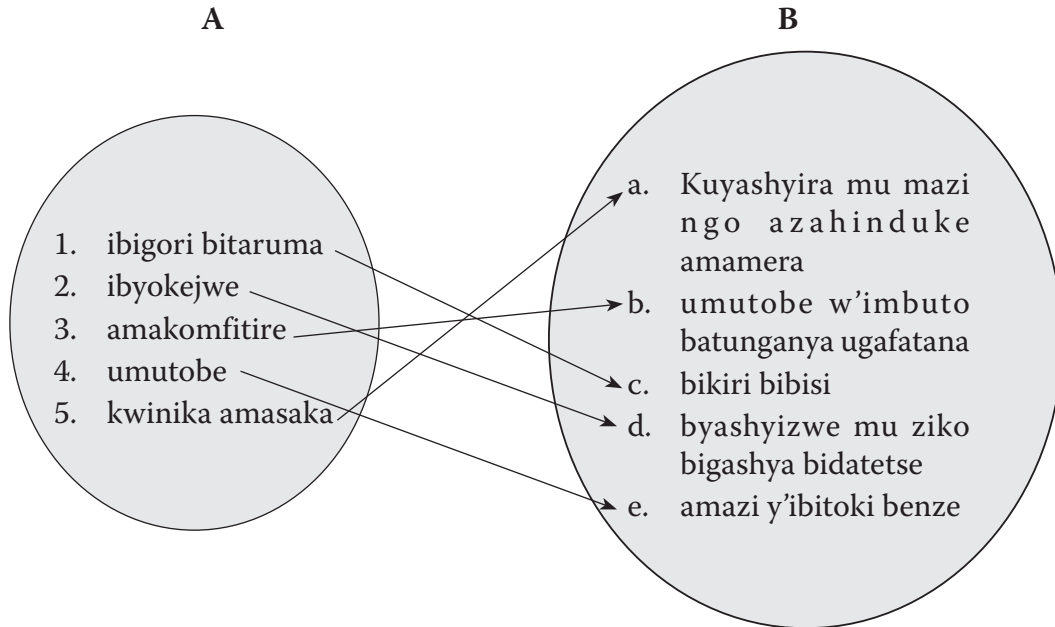 A
1. ibigori bitaruma
2. ibyokejwe
3. amakomfitire
4. umutobe
5. kwinika amasaka
B
a. Kuyashyira mu mazi
ngo azahinduke
amamera
b. umutobe w'imbuto
batunganya ugafatana
c. bikiri bibisi
d. byashyizwe mu ziko
bigashya bidatetse
e. amazi y'ibitoki benze